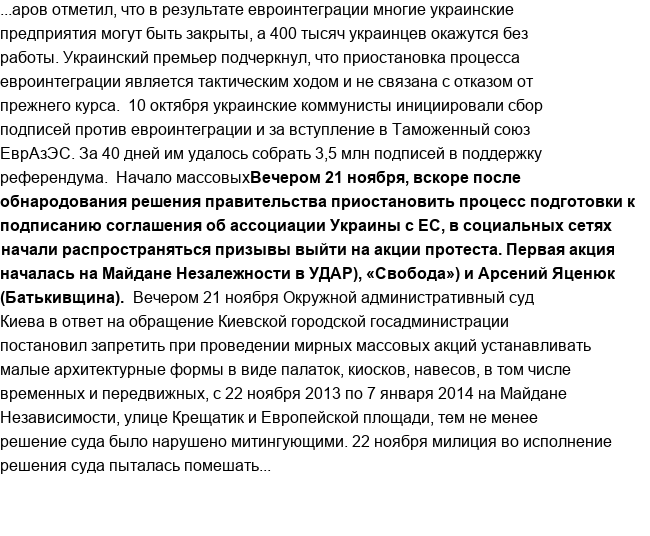 ...аров отметил, что в результате евроинтеграции многие украинские
предприятия могут быть закрыты, а 400 тысяч украинцев окажутся без
работы. Украинский премьер подчеркнул, что приостановка процесса
евроинтеграции является тактическим ходом и не связана с отказом от
прежнего курса.  10 октября украинские коммунисты инициировали сбор
подписей против евроинтеграции и за вступление в Таможенный союз
ЕврАзЭС. За 40 дней им удалось собрать 3,5 млн подписей в поддержку
референдума.  Начало массовыхВечером 21 ноября, вскоре после
обнародования решения правительства приостановить процесс подготовки к
подписанию соглашения об ассоциации Украины с ЕС, в социальных сетях
начали распространяться призывы выйти на акции протеста. Первая акция
началась на Майдане Незалежности в УДАР), «Свобода») и Арсений Яценюк
(Батькивщина).  Вечером 21 ноября Окружной административный суд
Киева в ответ на обращение Киевской городской госадминистрации
постановил запретить при проведении мирных массовых акций устанавливать
малые архитектурные формы в виде палаток, киосков, навесов, в том числе
временных и передвижных, с 22 ноября 2013 по 7 января 2014 на Майдане
Независимости, улице Крещатик и Европейской площади, тем не менее
решение суда было нарушено митингующими. 22 ноября милиция во исполнение
решения суда пыталась помешать...